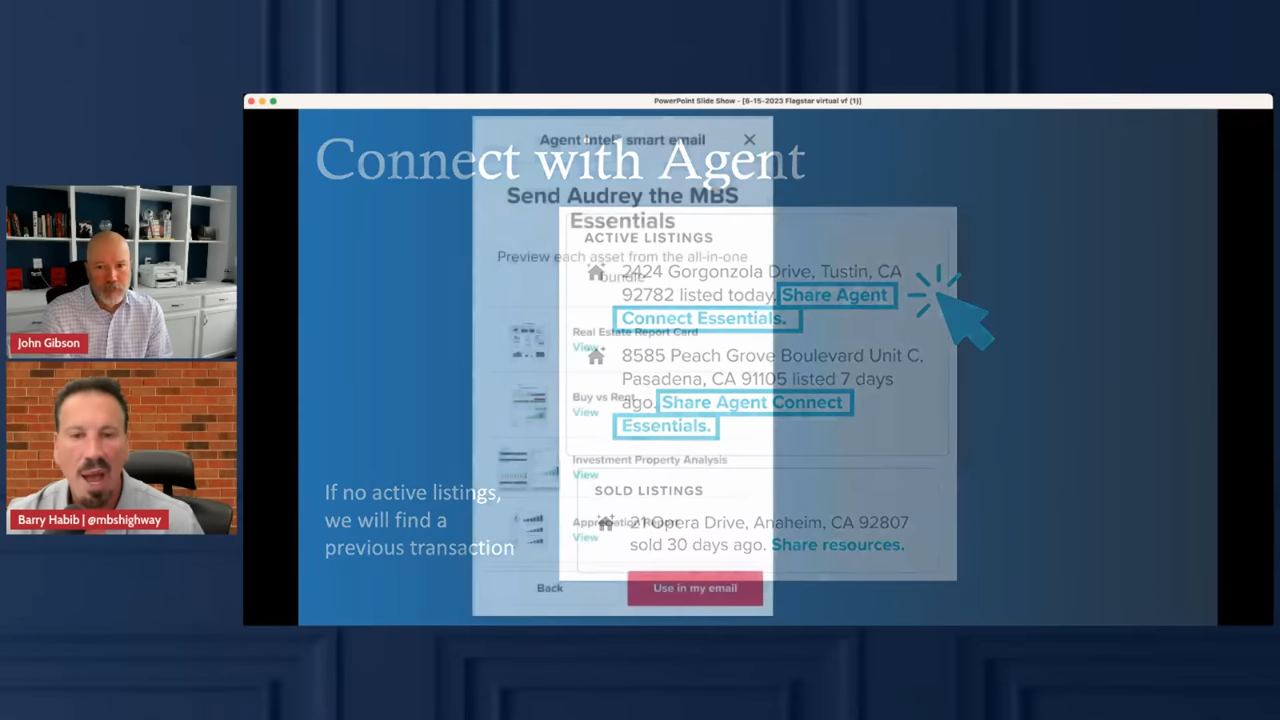 PowerPoint Slide Show - [6-15-2023 Flagstar virtual vf (1)]
Connect with Agent
Agent Intel® smart email
Send Audrey the MBS
Essentials
Preview each asset from the all-in-one
bundle
Real Estate Report Card
View
Buy vs Rent
View
Investment Property Analysis
View
Appreciation Report
View
Back
Use in my email
ACTIVE LISTINGS
2424 Gorgonzola Drive, Tustin, CA
92782 listed today. Share Agent
Connect Essentials.
8585 Peach Grove Boulevard Unit C,
Pasadena, CA 91105 listed 7 days
ago. Share Agent Connect
Essentials.
SOLD LISTINGS
21 Opera Drive, Anaheim, CA 92807
sold 30 days ago. Share resources.
If no active listings,
we will find a
previous transaction
John Gibson
Barry Habib | @mbshighway